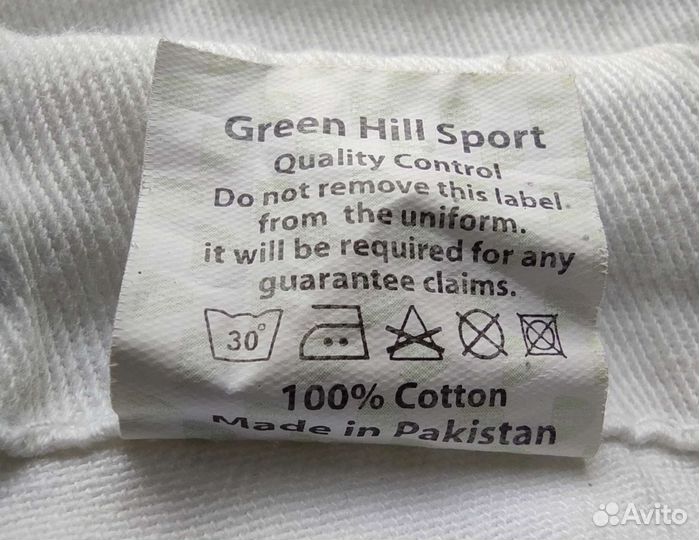 Green Hill Sport
Quality Control
Do not remove this label
from the uniform.
it will be required for any
guarantee claims.
30°
100% Cotton
Made in Pakistan
Avito